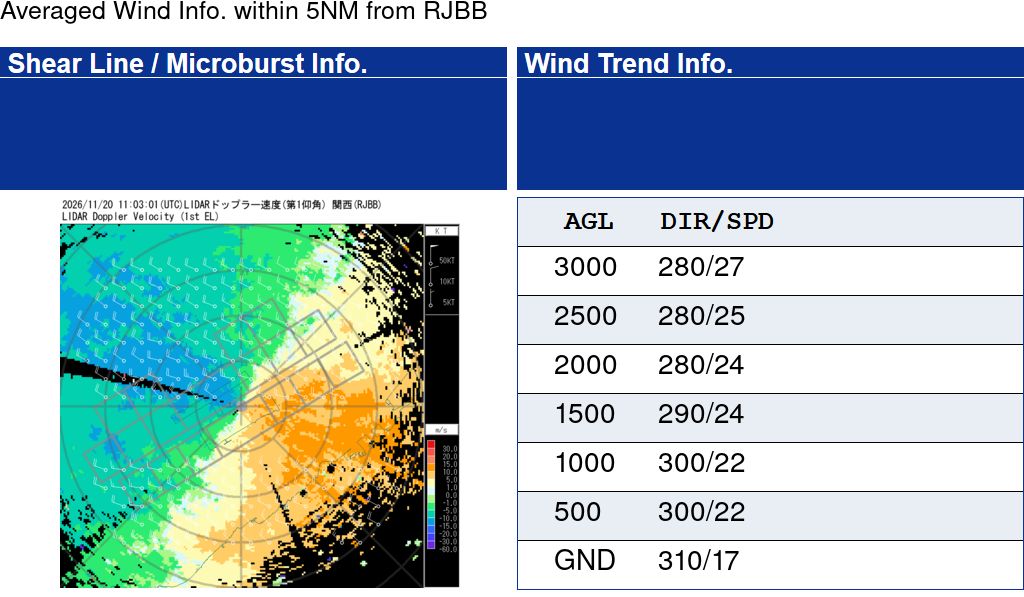 Averaged Wind Info. within 5NM from RJBB
Shear Line / Microburst Info.
Wind Trend Info.
2026/11/20 11:03:01(UTC)LIDARドップラー速度(第1仰角) 関西(RJBB)
LIDAR Doppler Velocity (1st EL)
KT
50KT
10KT
5KT
m/s
30.0
20.0
15.0
10.0
5.0
1.0
0.0
-1.0
-5.0
-10.0
-15.0
-20.0
-30.0
-60.0
AGL DIR/SPD
3000 280/27
2500 280/25
2000 280/24
1500 290/24
1000 300/22
500 300/22
GND 310/17